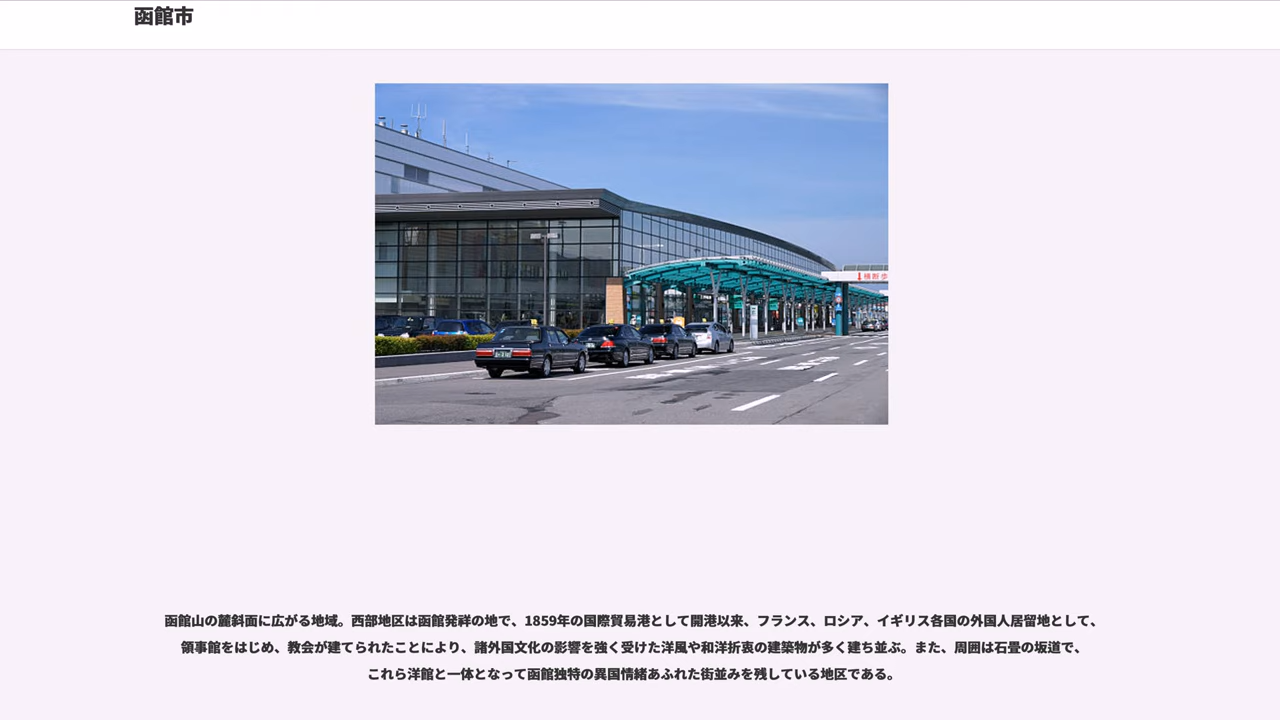 函館市
横断歩
函館山の麓斜面に広がる地域。西部地区は函館発祥の地で、1859年の国際貿易港として開港以来、フランス、ロシア、イギリス各国の外国人居留地として、
領事館をはじめ、教会が建てられたことにより、諸外国文化の影響を強く受けた洋風や和洋折衷の建築物が多く建ち並ぶ。また、周囲は石畳の坂道で、
これら洋館と一体となって函館独特の異国情緒あふれた街並みを残している地区である。